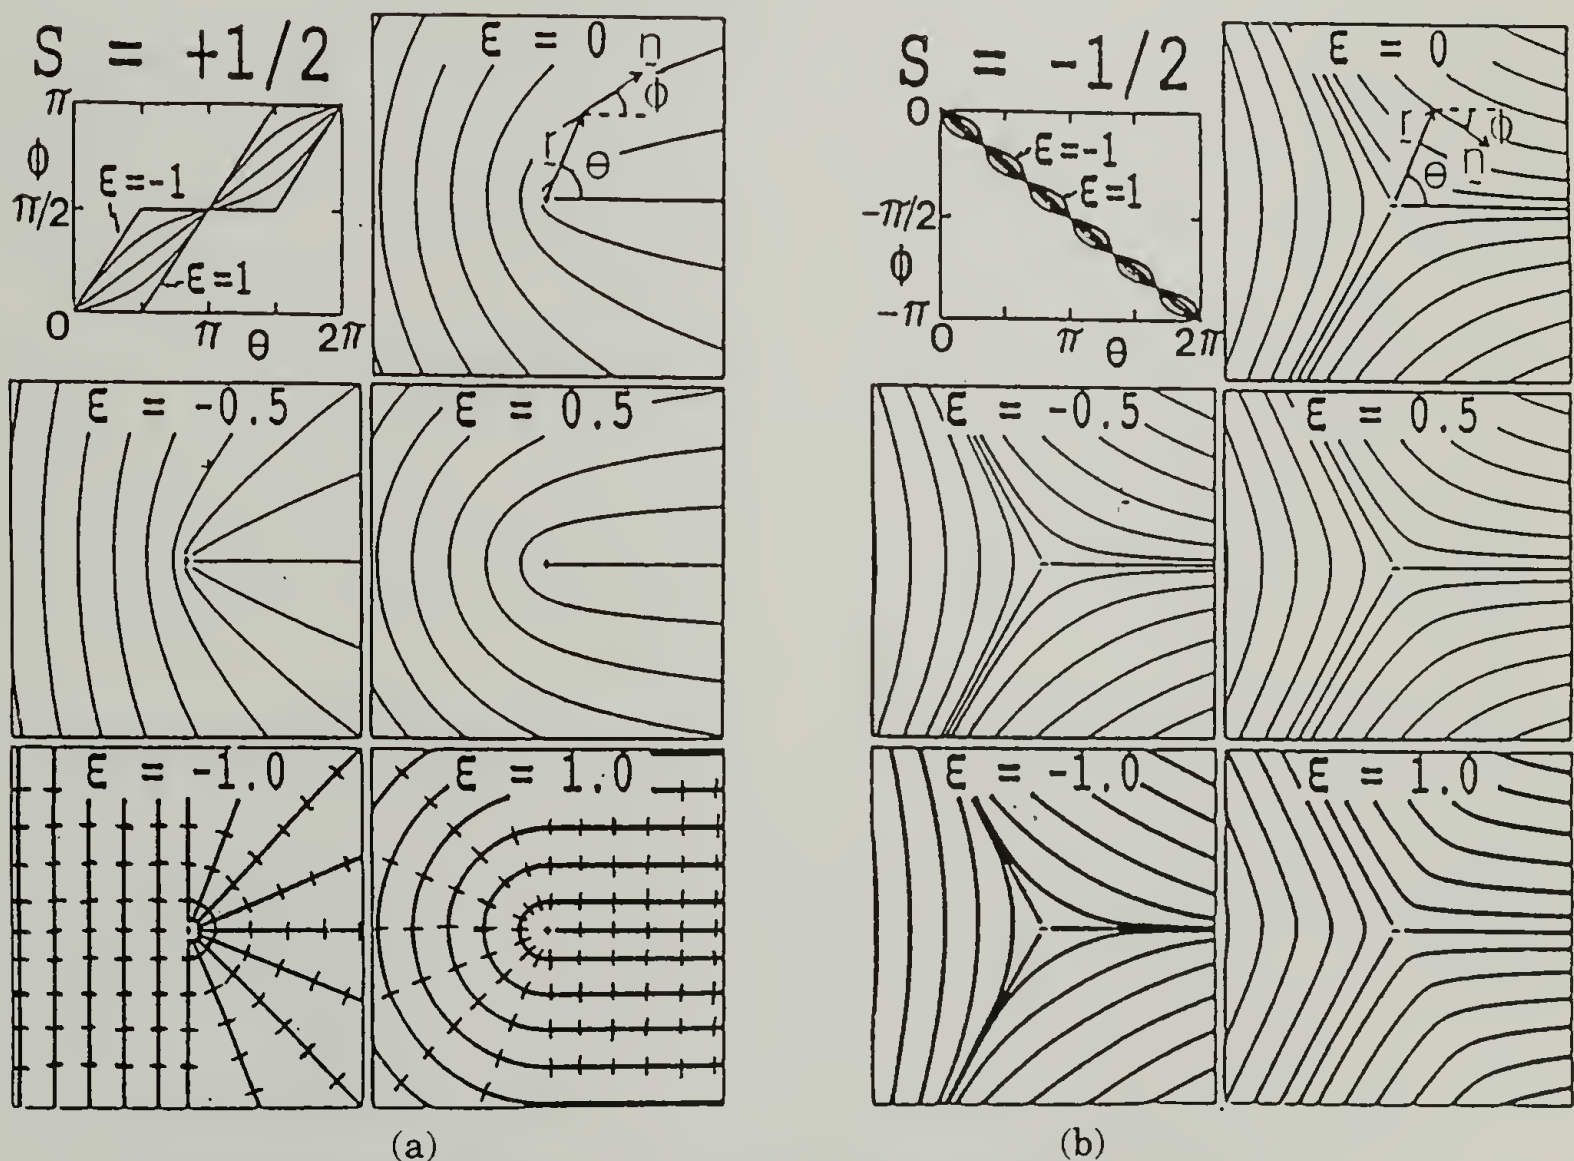 S = +1/2
π
ϕ
π/2
0
ε=-1
ε=1
π
θ
2π
ε = 0
n
ϕ
r
θ
ε = -0.5
ε = 0.5
ε = -1.0
ε = 1.0
(a)
S = -1/2
0
-π/2
ϕ
-π
ε=-1
ε=1
0
π
θ
2π
ε = 0
r
ϕ
θ
n
ε = -0.5
ε = 0.5
ε = -1.0
ε = 1.0
(b)